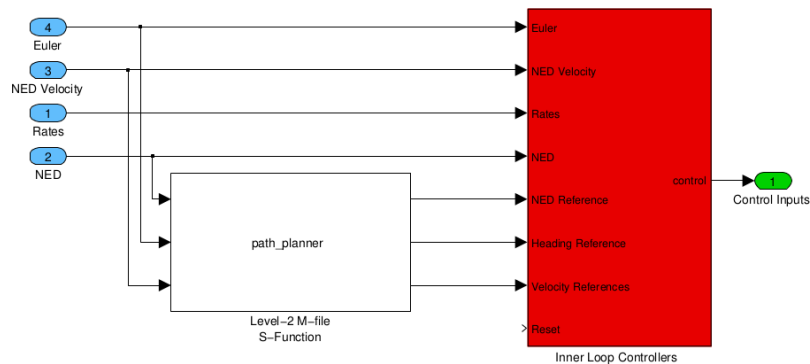 4
Euler
3
NED Velocity
1
Rates
2
NED
path_planner
Level−2 M−file
S−Function
Euler
NED Velocity
Rates
NED
NED Reference
Heading Reference
Velocity References
Reset
control
Inner Loop Controllers
1
Control Inputs